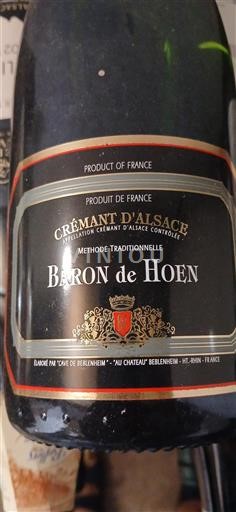 PRODUCT OF FRANCE
PRODUIT DE FRANCE
CRÉMANT D'ALSACE
APPELLATION CRÉMANT D'ALSACE CONTRÔLÉE
METHODE TRADITIONNELLE
BARON de HOEN
ÉLABORÉ PAR "CAVE DE BEBLENHEIM" - "AU CHATEAU" BEBLENHEIM - HT.-RHIN - FRANCE